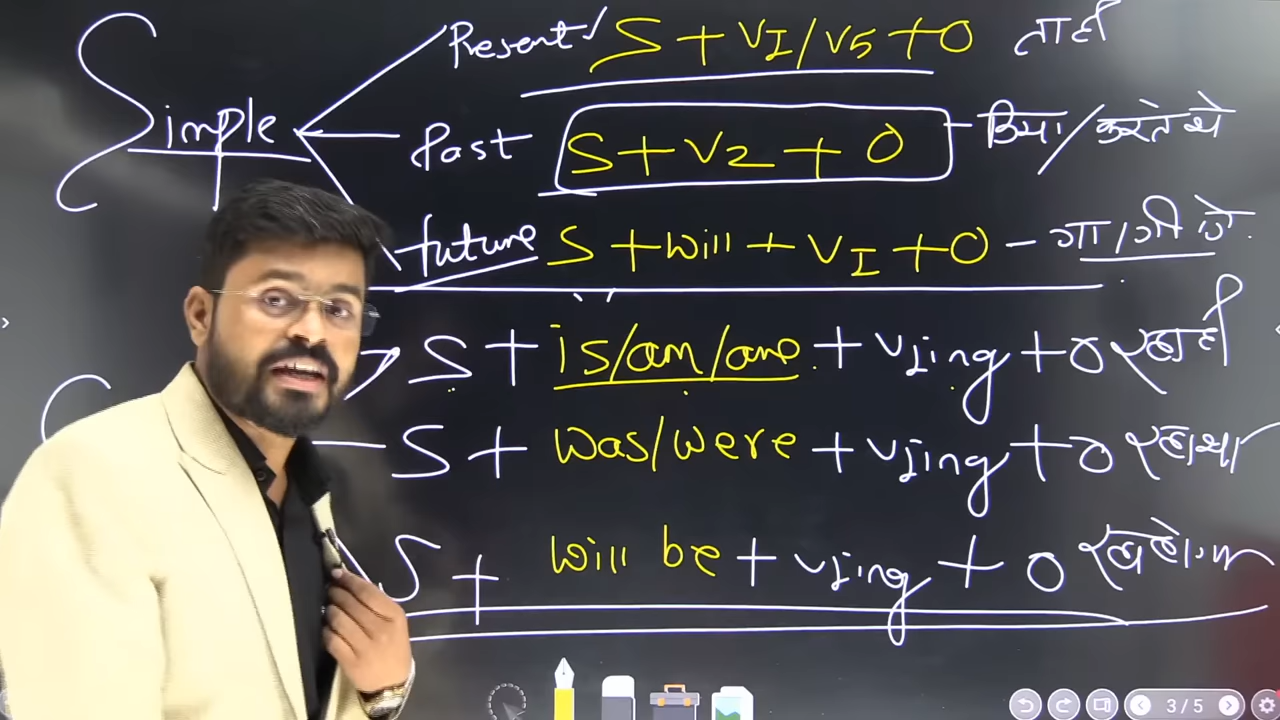 Simple
Present S + V1/V5 + O ता है
Past S + V2 + O - किया/करते थे
future S + will + V1 + O - गा/गी/गे.
S + is/am/are + V1ing + O रहा है
S + was/were + V1ing + O रहा था
S + will be + V1ing + O
3/5